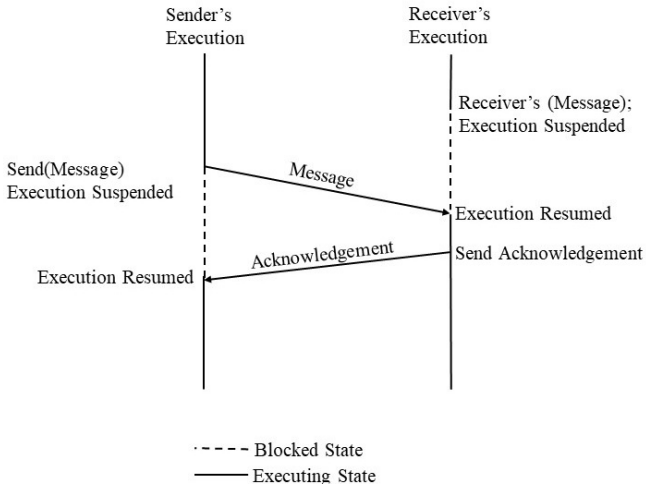 Sender's
Execution
Receiver's
Execution
Receiver's (Message);
Execution Suspended
Send(Message)
Execution Suspended
Message
Execution Resumed
Acknowledgement
Send Acknowledgement
Execution Resumed
Blocked State
Executing State